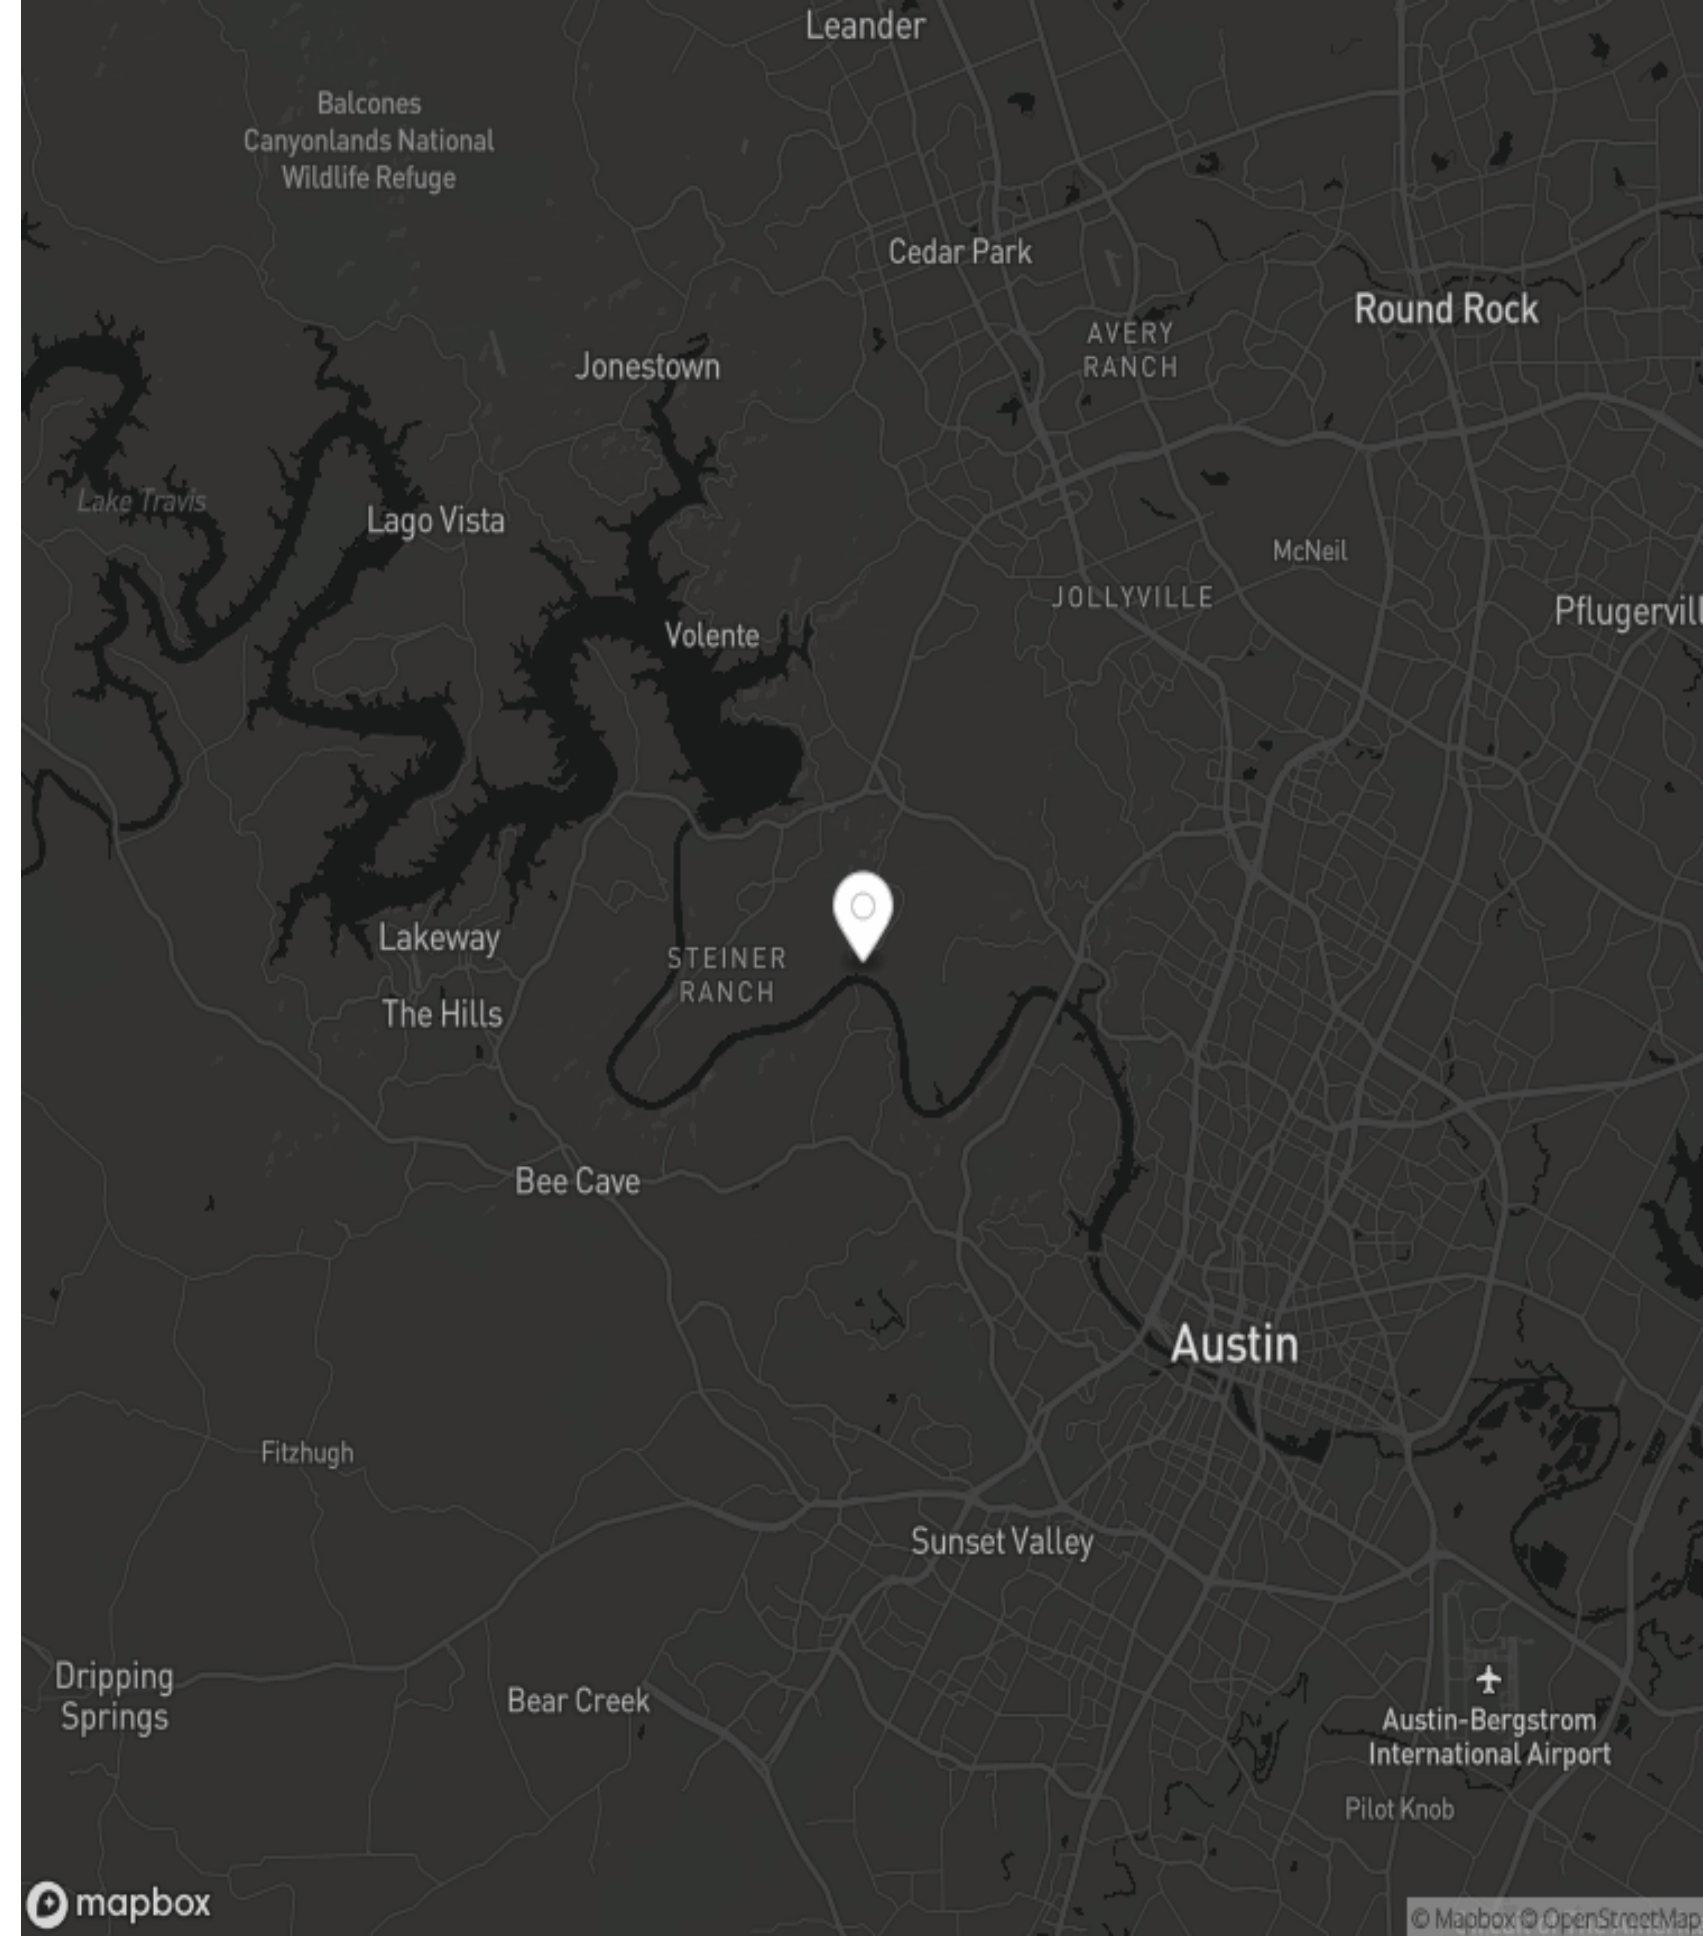 Leander
Balcones
Canyonlands National
Wildlife Refuge
Cedar Park
Round Rock
AVERY
RANCH
Jonestown
Lake Travis
Lago Vista
McNeil
JOLLYVILLE
Pflugervill
Volente
Lakeway
STEINER
RANCH
The Hills
Bee Cave
Austin
Fitzhugh
Sunset Valley
Dripping
Springs
Bear Creek
Austin-Bergstrom
International Airport
Pilot Knob
mapbox
© Mapbox © OpenStreetMap